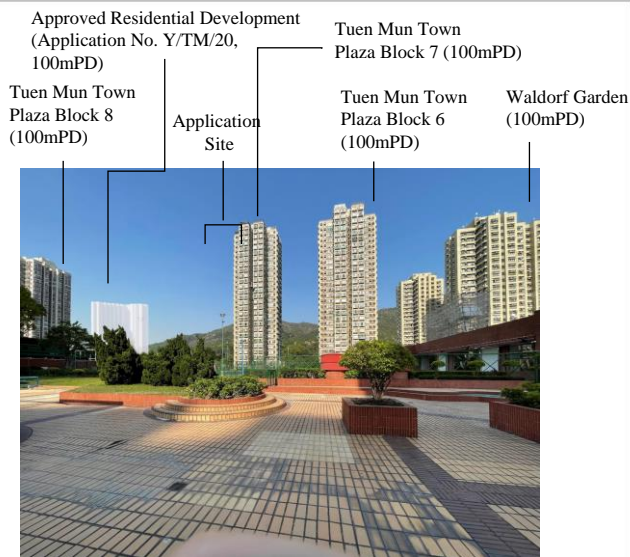 Approved Residential Development
(Application No. Y/TM/20,
100mPD)
Tuen Mun Town
Plaza Block 7 (100mPD)
Tuen Mun Town
Plaza Block 8
(100mPD)
Application
Site
Tuen Mun Town
Plaza Block 6
(100mPD)
Waldorf Garden
(100mPD)